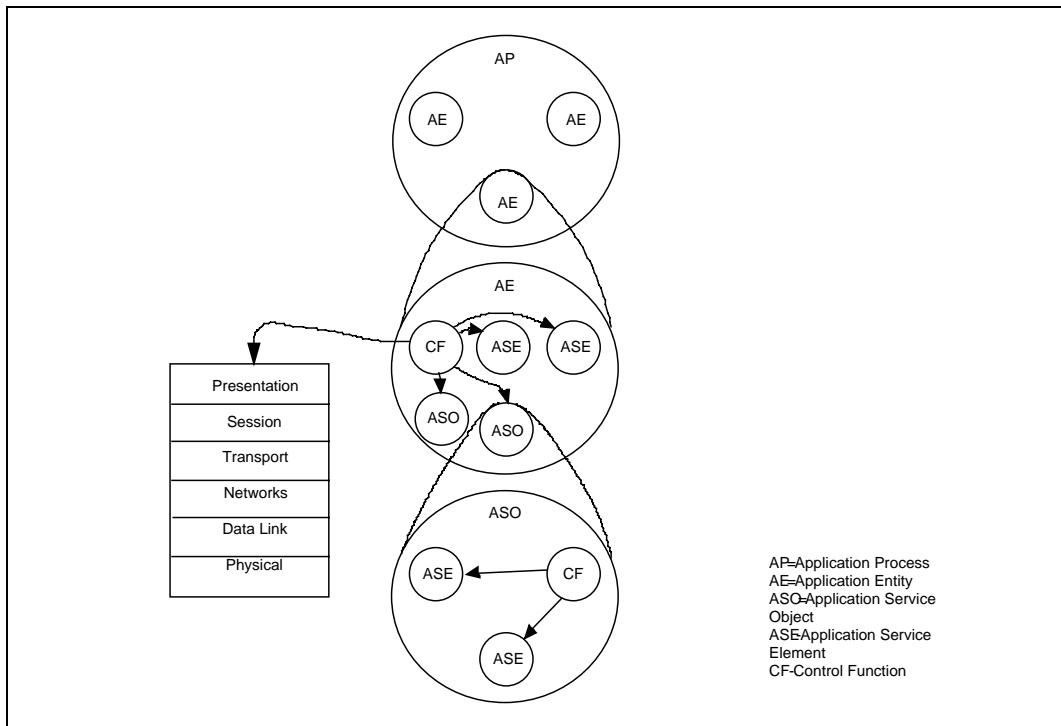 AP
AE
AE
AE
AE
CF
ASE
ASE
ASO
ASO
Presentation
Session
Transport
Networks
Data Link
Physical
ASO
ASE
CF
ASE
AP=Application Process
AE=Application Entity
ASO=Application Service
Object
ASE-Application Service
Element
CF-Control Function